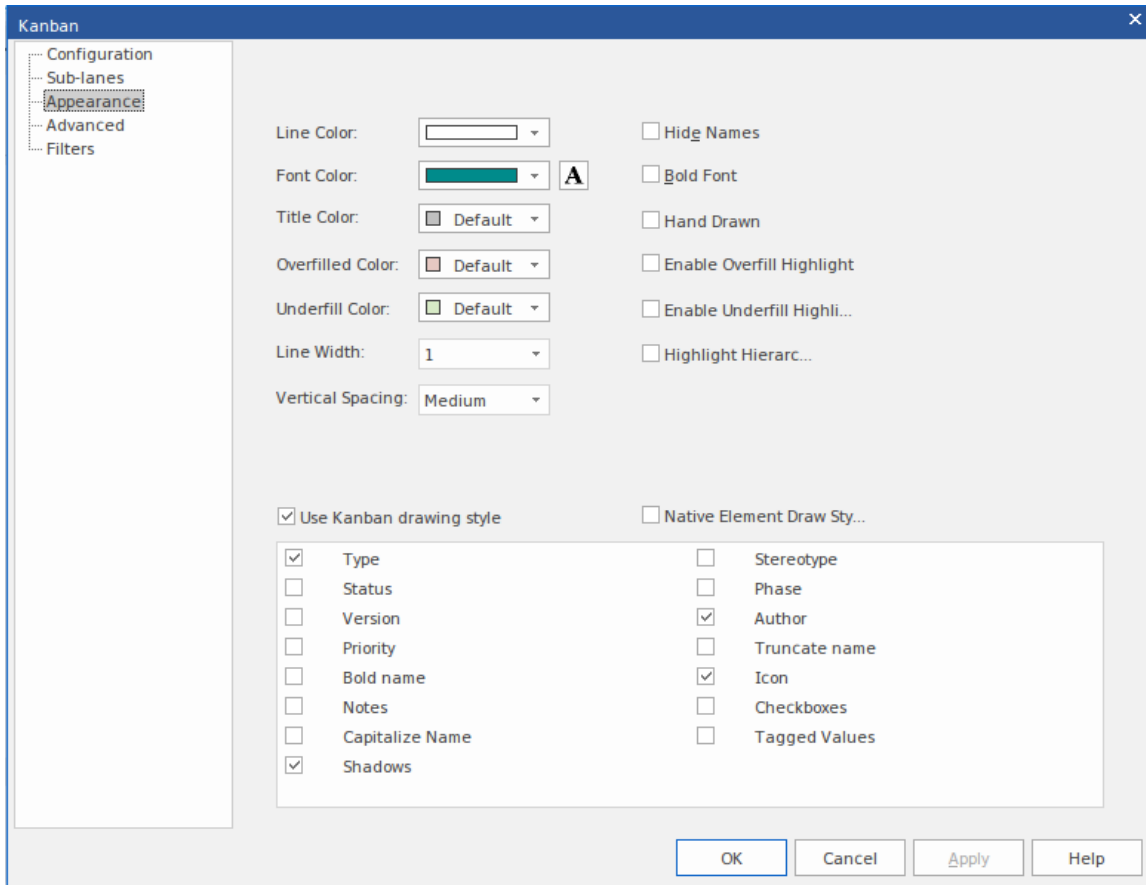 Kanban
Configuration
Sub-lanes
Appearance
Advanced
Filters
Line Color:
Hide Names
Font Color:
A
Bold Font
Title Color:
Default
Hand Drawn
Overfilled Color:
Default
Enable Overfill Highlight
Underfill Color:
Default
Enable Underfill Highli...
Line Width:
1
Highlight Hierarc...
Vertical Spacing:
Medium
Use Kanban drawing style
Native Element Draw Sty...
Type
Stereotype
Status
Phase
Version
Author
Priority
Truncate name
Bold name
Icon
Notes
Checkboxes
Capitalize Name
Tagged Values
Shadows
OK
Cancel
Apply
Help